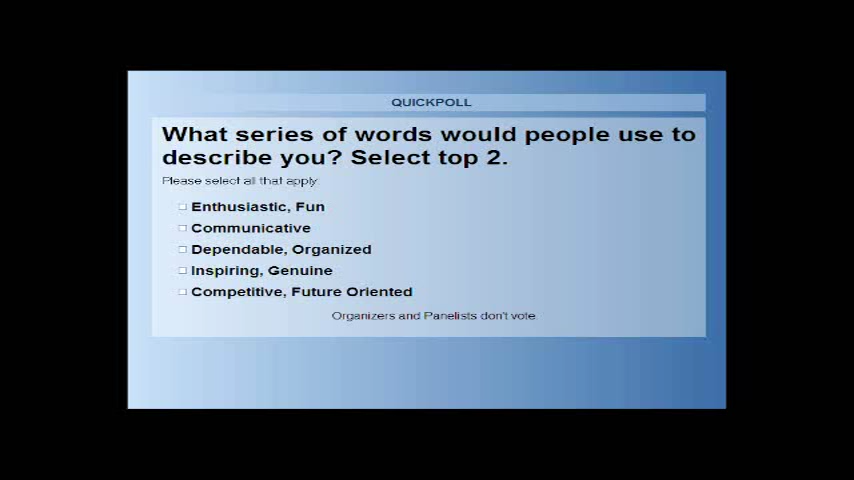 QUICKPOLL
What series of words would people use to
describe you? Select top 2.
Please select all that apply:
Enthusiastic, Fun
Communicative
Dependable, Organized
Inspiring, Genuine
Competitive, Future Oriented
Organizers and Panelists don't vote.